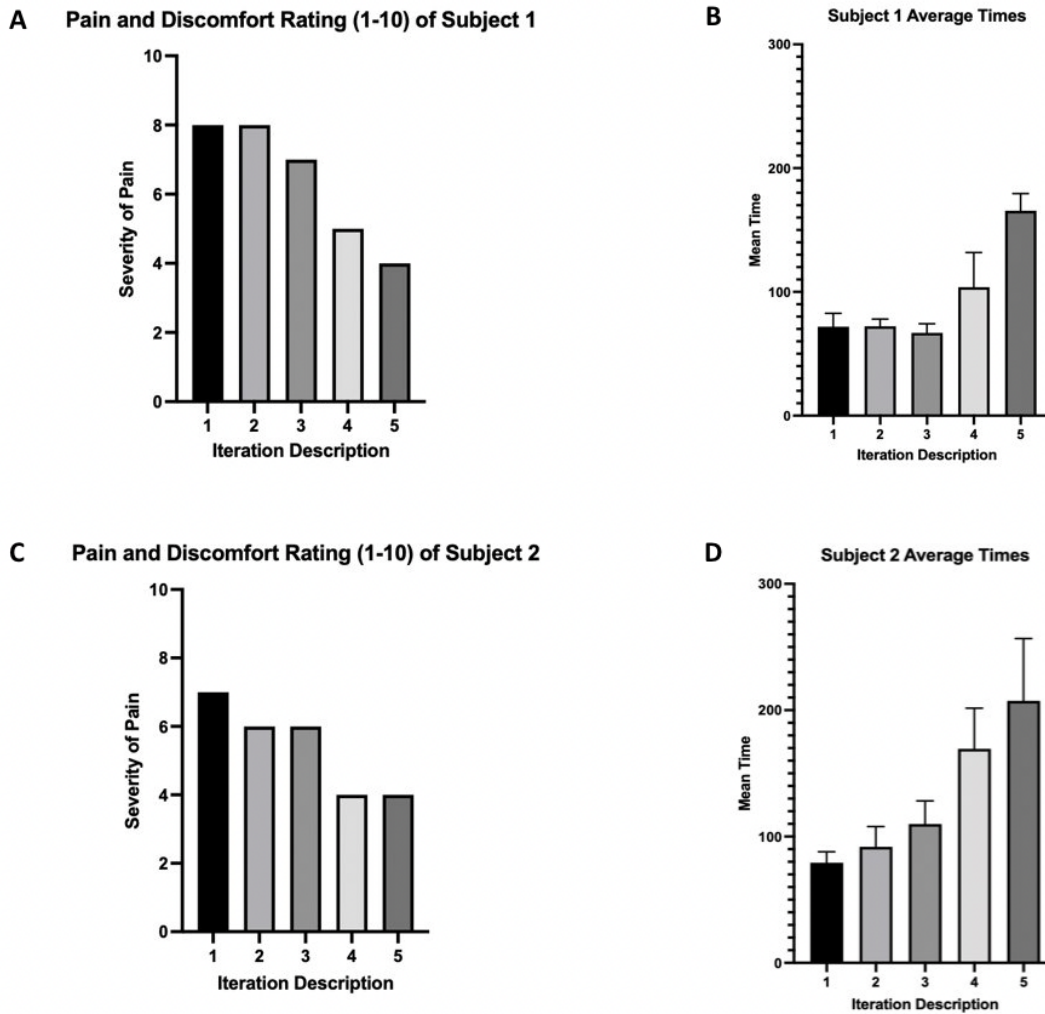 A
Pain and Discomfort Rating (1-10) of Subject 1
10
8
6
4
2
0
Severity of Pain
1 2 3 4 5
Iteration Description
B
Subject 1 Average Times
300
200
100
0
Mean Time
1 2 3 4 5
Iteration Description
C
Pain and Discomfort Rating (1-10) of Subject 2
10
8
6
4
2
0
Severity of Pain
1 2 3 4 5
Iteration Description
D
Subject 2 Average Times
300
200
100
0
Mean Time
1 2 3 4 5
Iteration Description